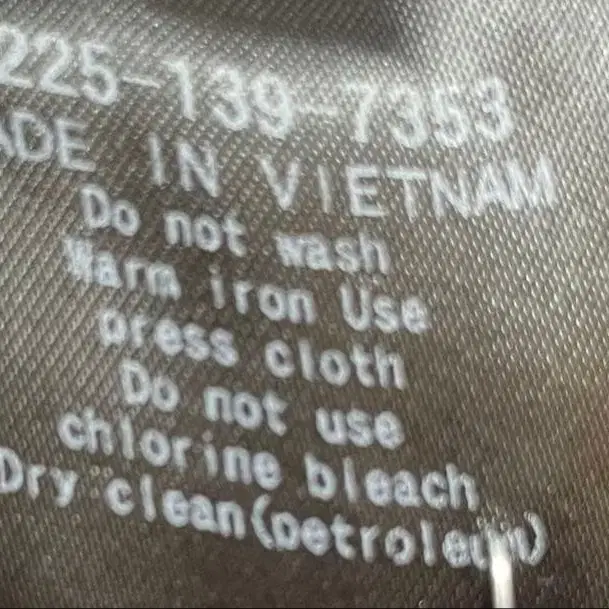 225-139-7353
ADE IN VIETNAM
Do not wash
Warm iron Use
press cloth
Do not use
chlorine bleach
Dry clean(petroleum)